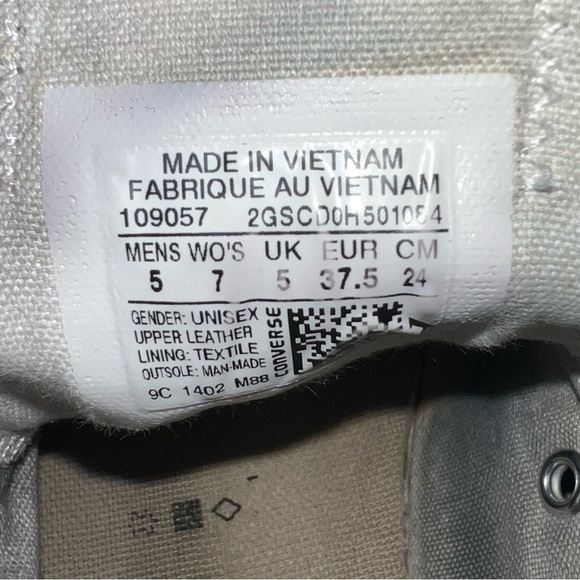 MADE IN VIETNAM
FABRIQUE AU VIETNAM
109057 2GSCD0H501084
MENS WO'S UK EUR CM
5 7 5 37.5 24
GENDER: UNISEX
UPPER LEATHER
LINING: TEXTILE
OUTSOLE: MAN-MADE
9C 1402 M88
CONVERSE